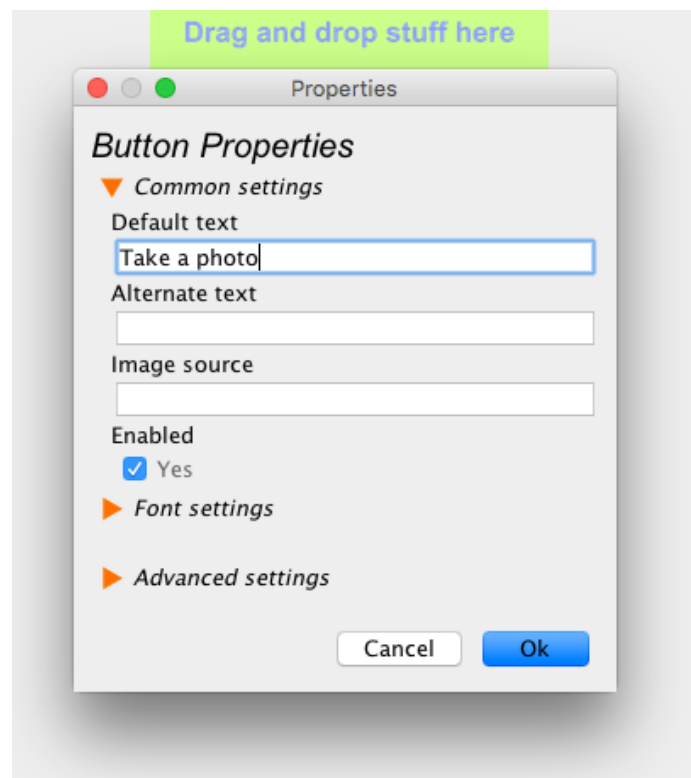 Drag and drop stuff here
Properties
Button Properties
Common settings
Default text
Take a photo
Alternate text
Image source
Enabled
Yes
Font settings
Advanced settings
Cancel Ok